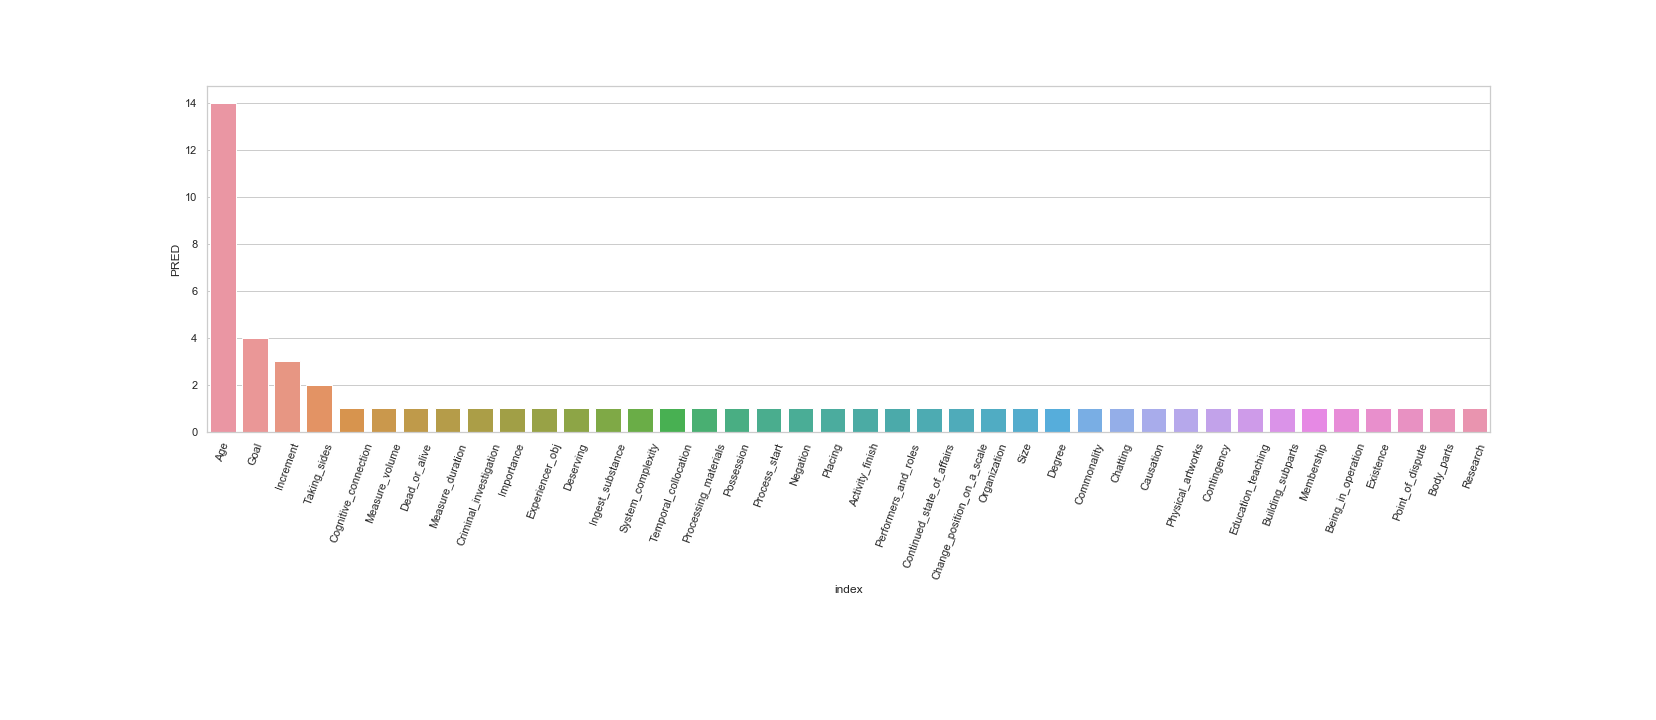 14
12
10
8
6
4
2
0
PRED
Age
Goal
Increment
Taking_sides
Cognitive_connection
Measure_volume
Dead_or_alive
Measure_duration
Criminal_investigation
Importance
Experiencer_obj
Deserving
Ingest_substance
System_complexity
Temporal_collocation
Processing_materials
Possession
Process_start
Negation
Placing
Activity_finish
Performers_and_roles
Continued_state_of_affairs
Change_position_on_a_scale
Organization
Size
Degree
Commonality
Chatting
Causation
Physical_artworks
Contingency
Education_teaching
Building_subparts
Membership
Being_in_operation
Existence
Point_of_dispute
Body_parts
Research
index